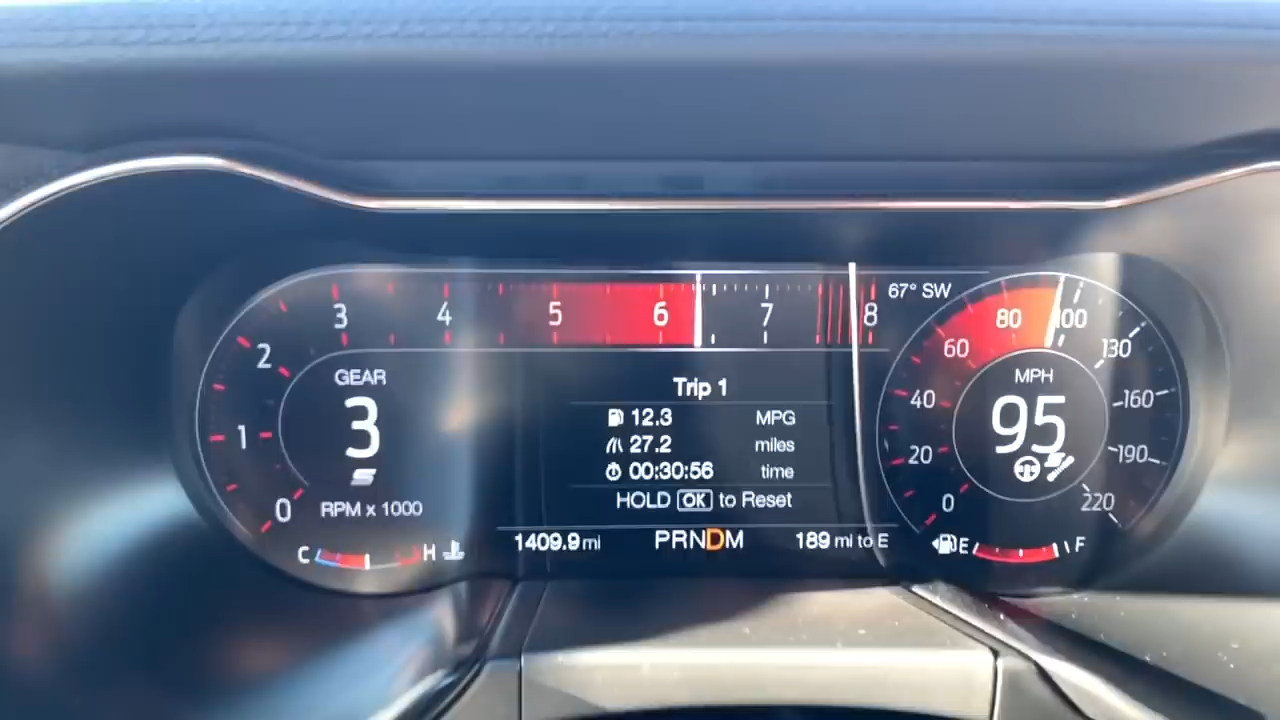 3 4 5 6 7 8
67° SW
2
1
0
GEAR
3
RPM x 1000
C H
Trip 1
12.3 MPG
27.2 miles
00:30:56 time
HOLD OK to Reset
1409.9 mi
PRNDM
189 mi to E
0 20 40 60 80 100 130 160 190 220
MPH
95
E F